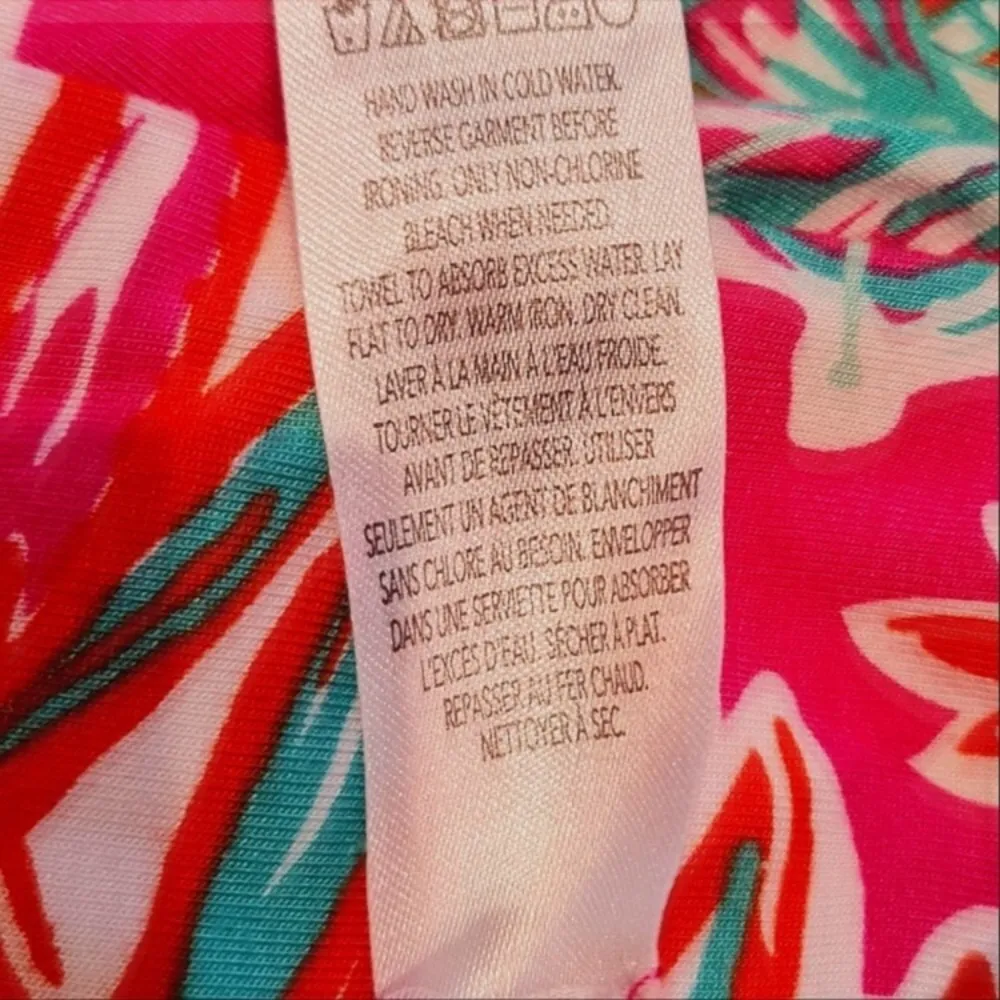 HAND WASH IN COLD WATER.
REVERSE GARMENT BEFORE
IRONING. ONLY NON-CHLORINE
BLEACH WHEN NEEDED
TOWEL TO ABSORB EXCESS WATER. LAY
FLAT TO DRY. WARM IRON. DRY CLEAN.
LAVER À LA MAIN À L'EAU FROIDE.
TOURNER LE VÊTEMENT À L'ENVERS
AVANT DE REPASSER. UTILISER
SEULEMENT UN AGENT DE BLANCHIMENT
SANS CHLORE AU BESOIN. ENVELOPPER
DANS UNE SERVIETTE POUR ABSORBER
L'EXCÈS D'EAU. SÉCHER À PLAT.
REPASSER AU FER CHAUD.
NETTOYER À SEC.